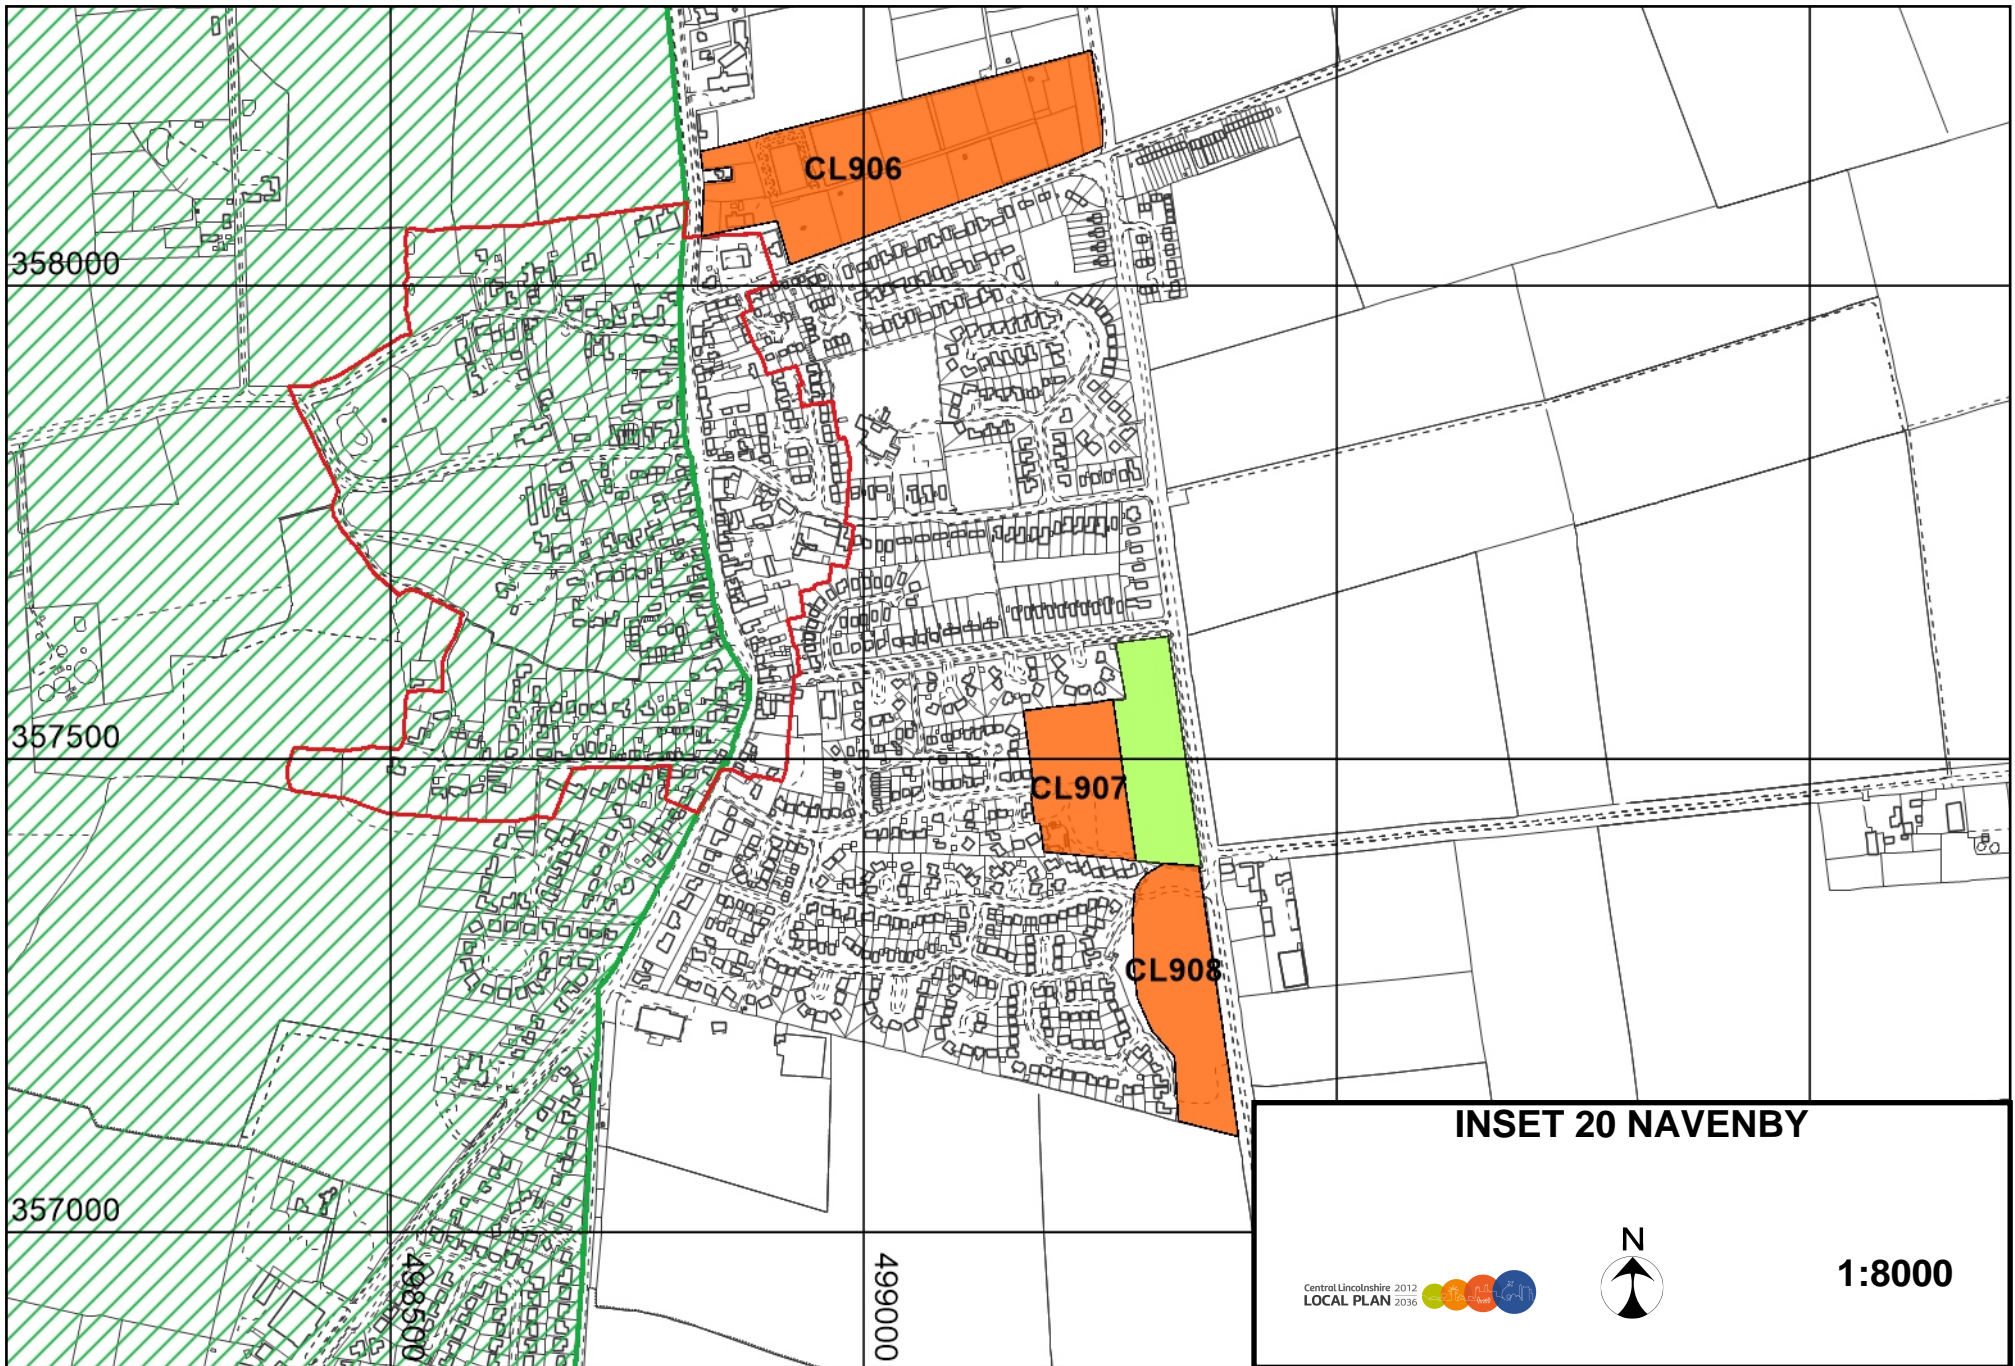 CL906
358000
357500
CL907
CL908
357000
498500
499000
INSET 20 NAVENBY
N
1:8000
Central Lincolnshire 2012
LOCAL PLAN 2036